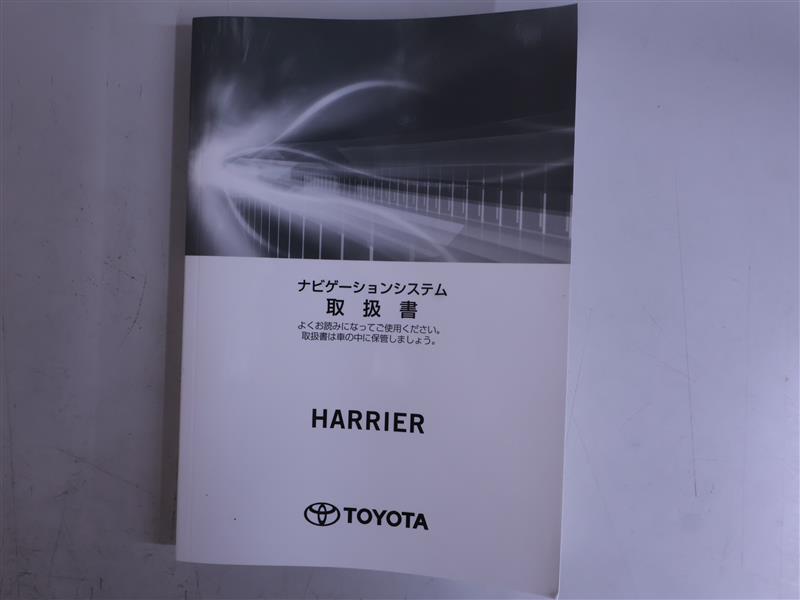 ナビゲーションシステム
取扱書
よくお読みになってご使用ください。
取扱書は車の中に保管しましょう。
HARRIER
TOYOTA